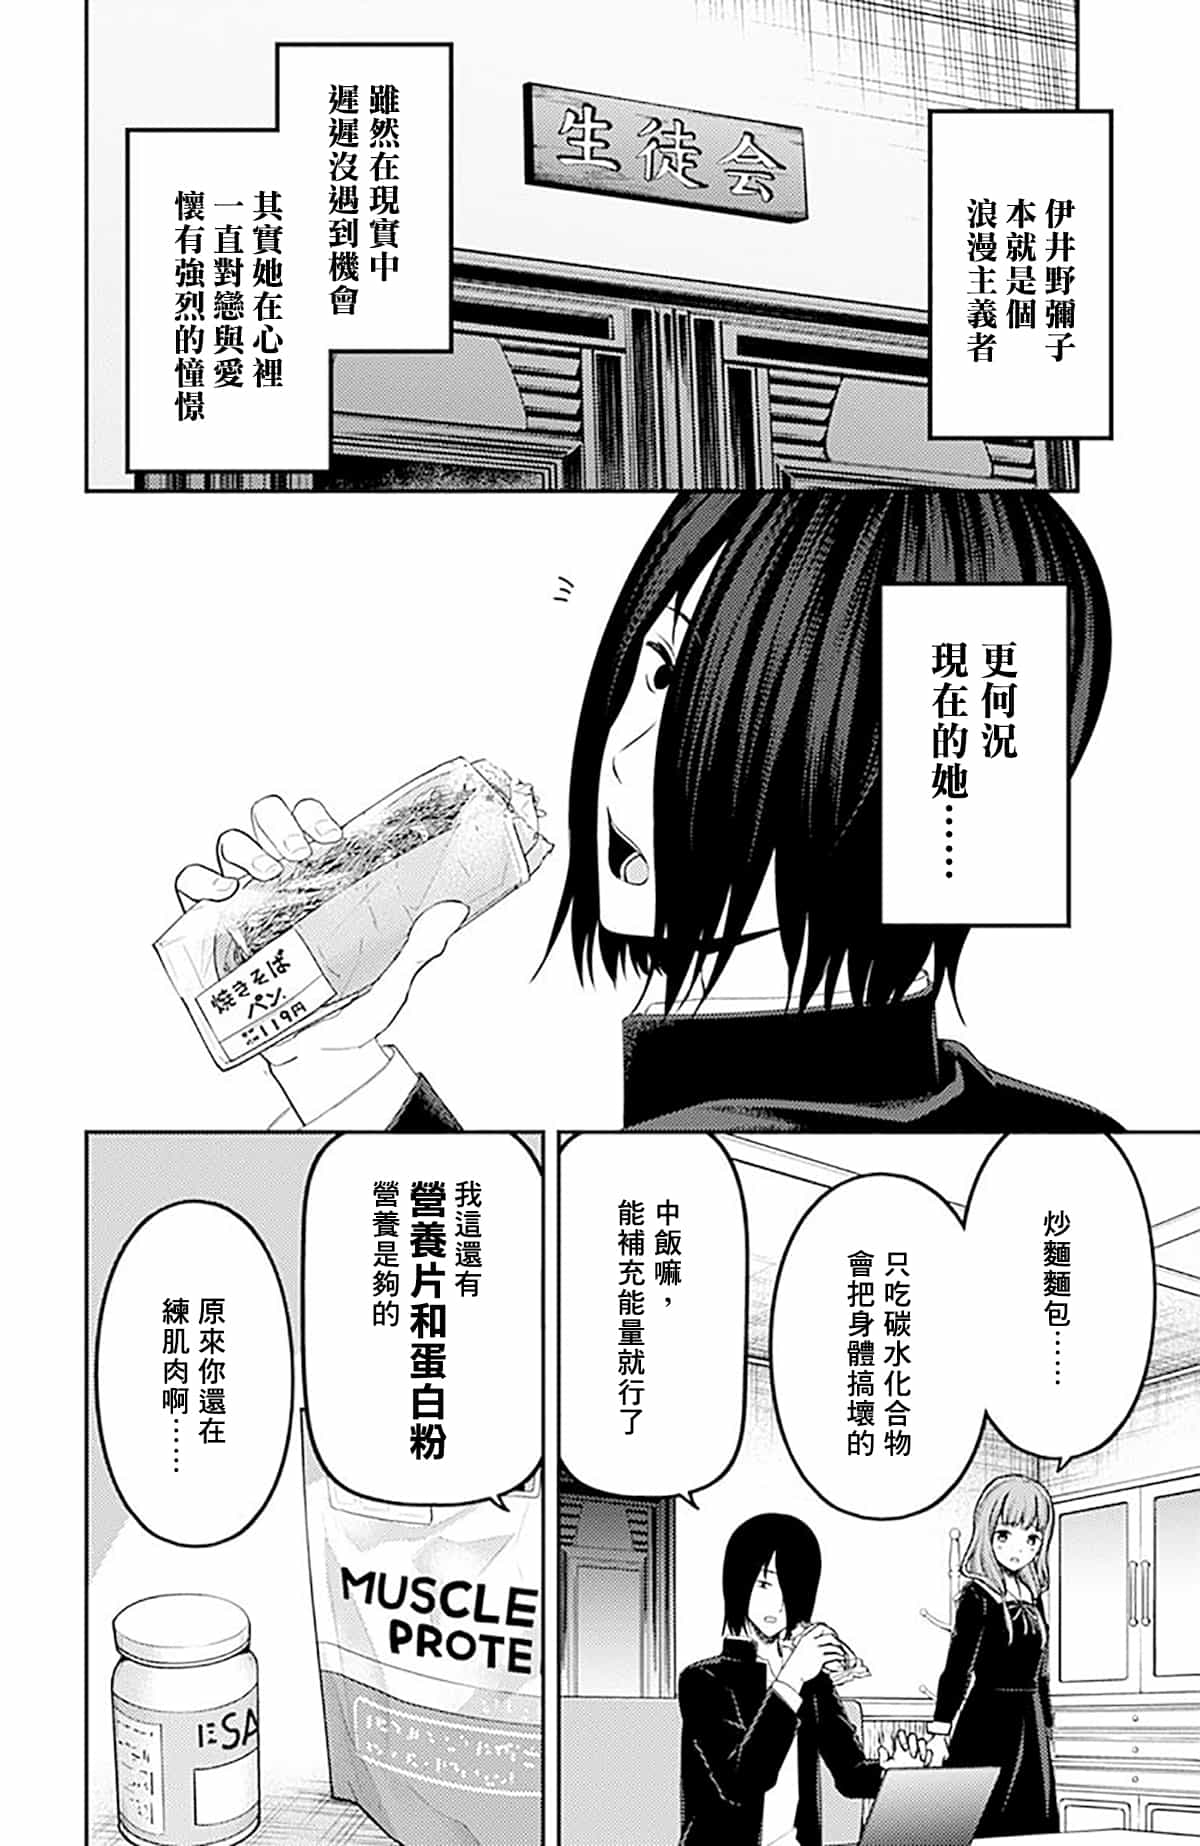 伊井野彌子
本就是個
浪漫主義者
生徒会
雖然在現實中
遲遲沒遇到機會
其實她在心裡
一直對戀與愛
懷有強烈的憧憬
更何況
現在的她……
焼きそば
パン
119円
炒麵麵包……
只吃碳水化合物
會把身體搞壞的
中飯嘛，
能補充能量就行了
我這還有
營養片和蛋白粉
營養是夠的
原來你還在
練肌肉啊……
MUSCLE
PROTE